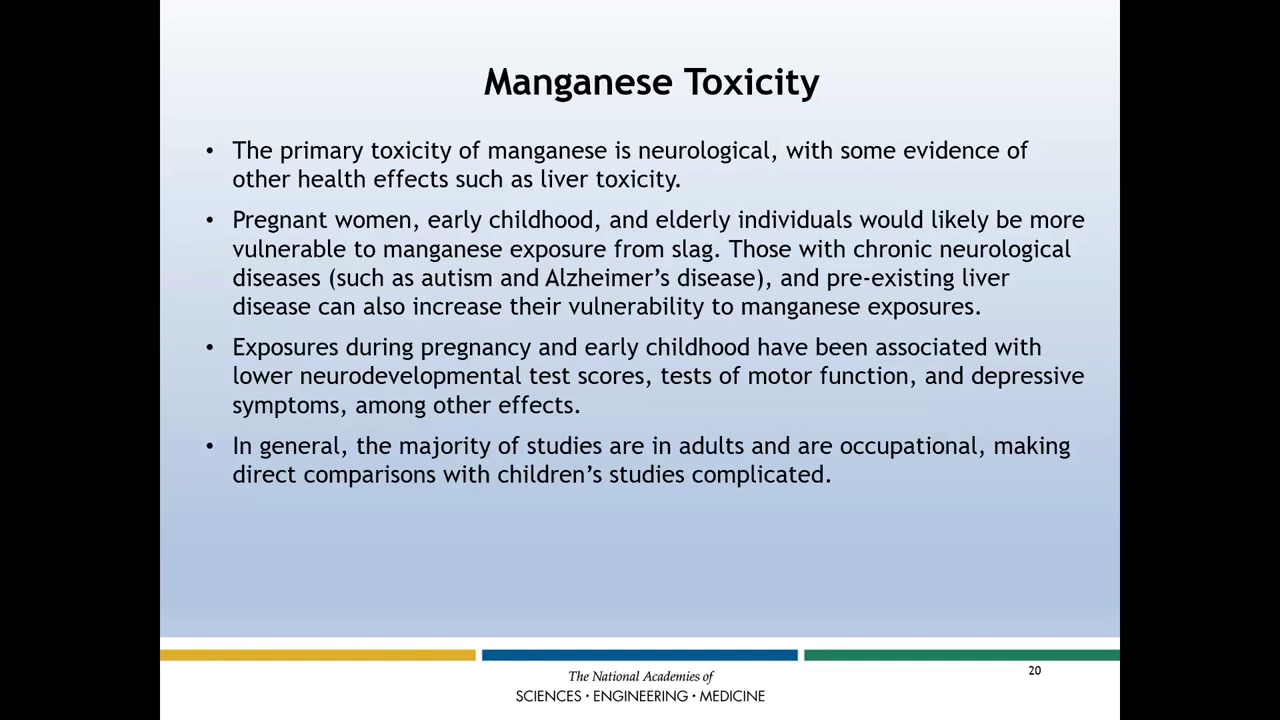 Manganese Toxicity
• The primary toxicity of manganese is neurological, with some evidence of
other health effects such as liver toxicity.
• Pregnant women, early childhood, and elderly individuals would likely be more
vulnerable to manganese exposure from slag. Those with chronic neurological
diseases (such as autism and Alzheimer’s disease), and pre-existing liver
disease can also increase their vulnerability to manganese exposures.
• Exposures during pregnancy and early childhood have been associated with
lower neurodevelopmental test scores, tests of motor function, and depressive
symptoms, among other effects.
• In general, the majority of studies are in adults and are occupational, making
direct comparisons with children’s studies complicated.
The National Academies of
SCIENCES · ENGINEERING · MEDICINE
20